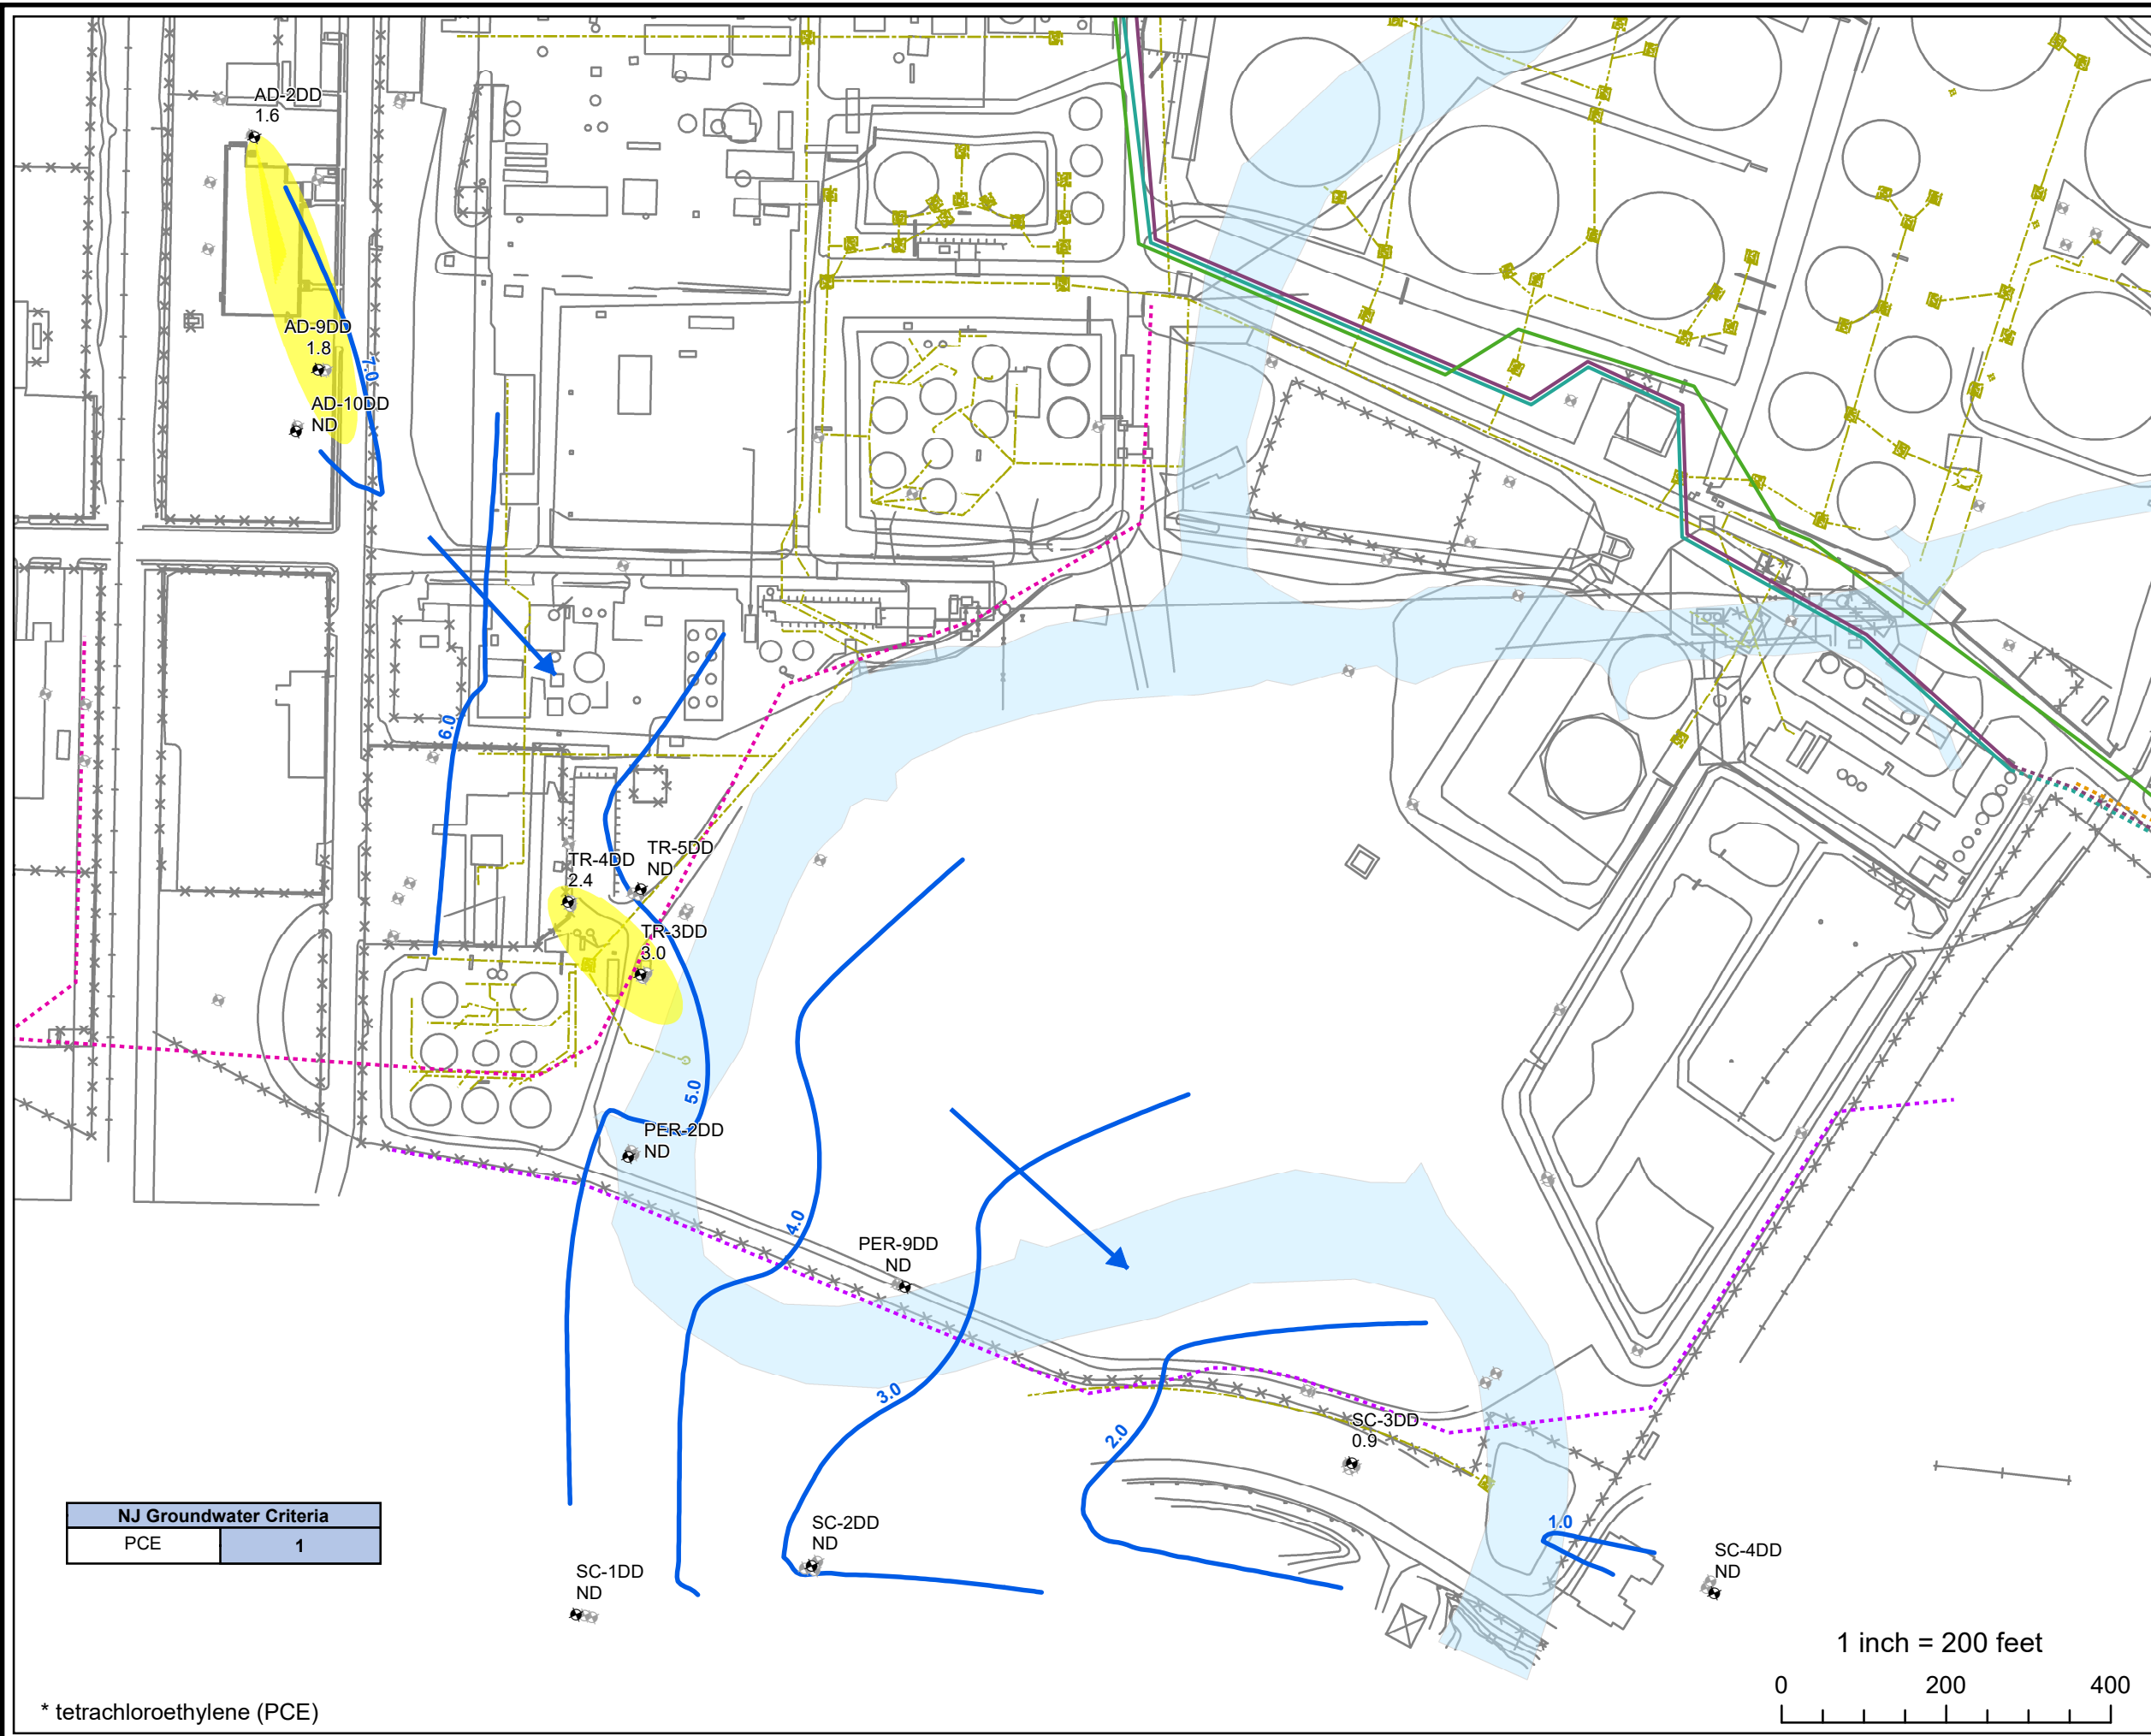 AD-2DD
1.6
AD-9DD
1.8
7.0
AD-10DD
ND
6.0
TR-5DD
ND
TR-4DD
2.4
TR-3DD
3.0
5.0
PER-2DD
ND
4.0
PER-9DD
ND
3.0
2.0
SC-3DD
0.9
NJ Groundwater Criteria
PCE 1
SC-2DD
ND
1.0
SC-1DD
ND
SC-4DD
ND
1 inch = 200 feet
0 200 400
* tetrachloroethylene (PCE)